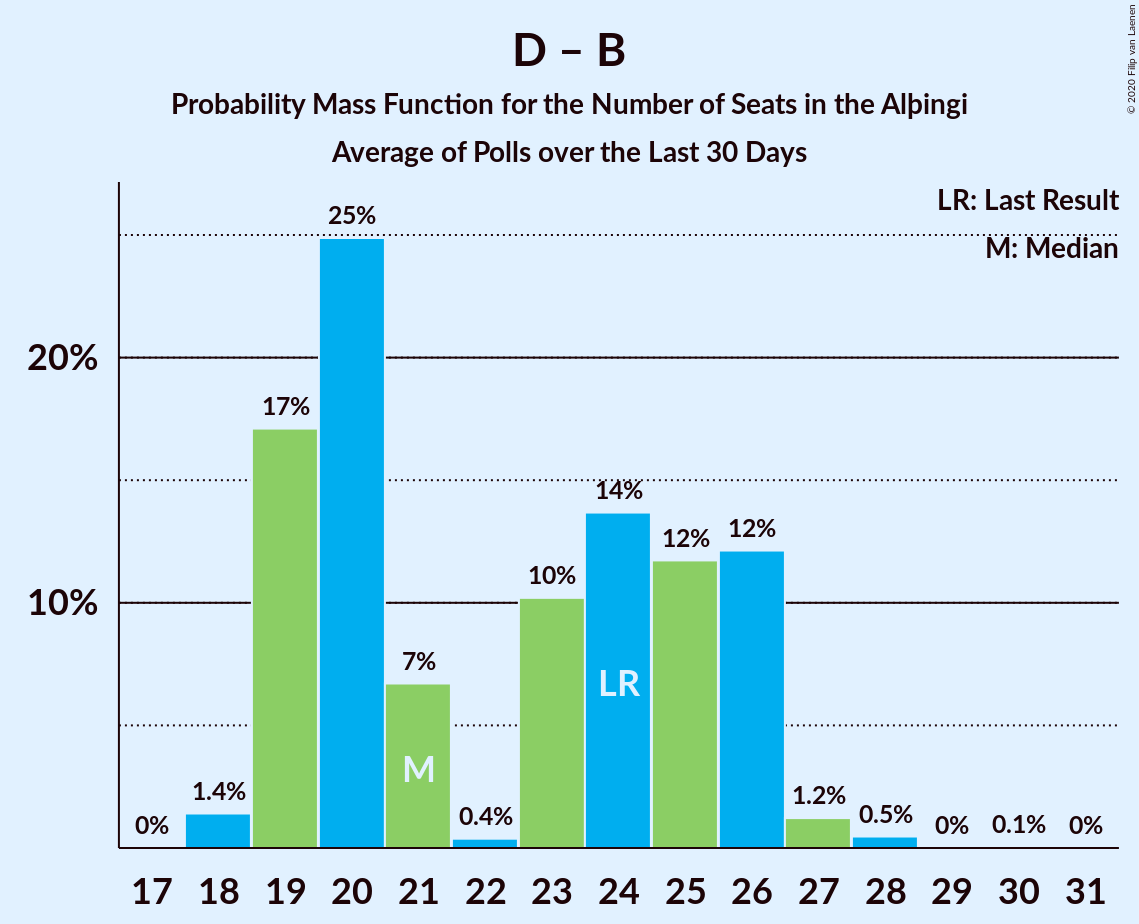 D – B
Probability Mass Function for the Number of Seats in the Alþingi
Average of Polls over the Last 30 Days
© 2020 Filip van Laenen
LR: Last Result
M: Median
20%
10%
0%
1.4%
17%
25%
7%
0.4%
10%
14%
12%
12%
1.2%
0.5%
0%
0.1%
0%
M
LR
17 18 19 20 21 22 23 24 25 26 27 28 29 30 31